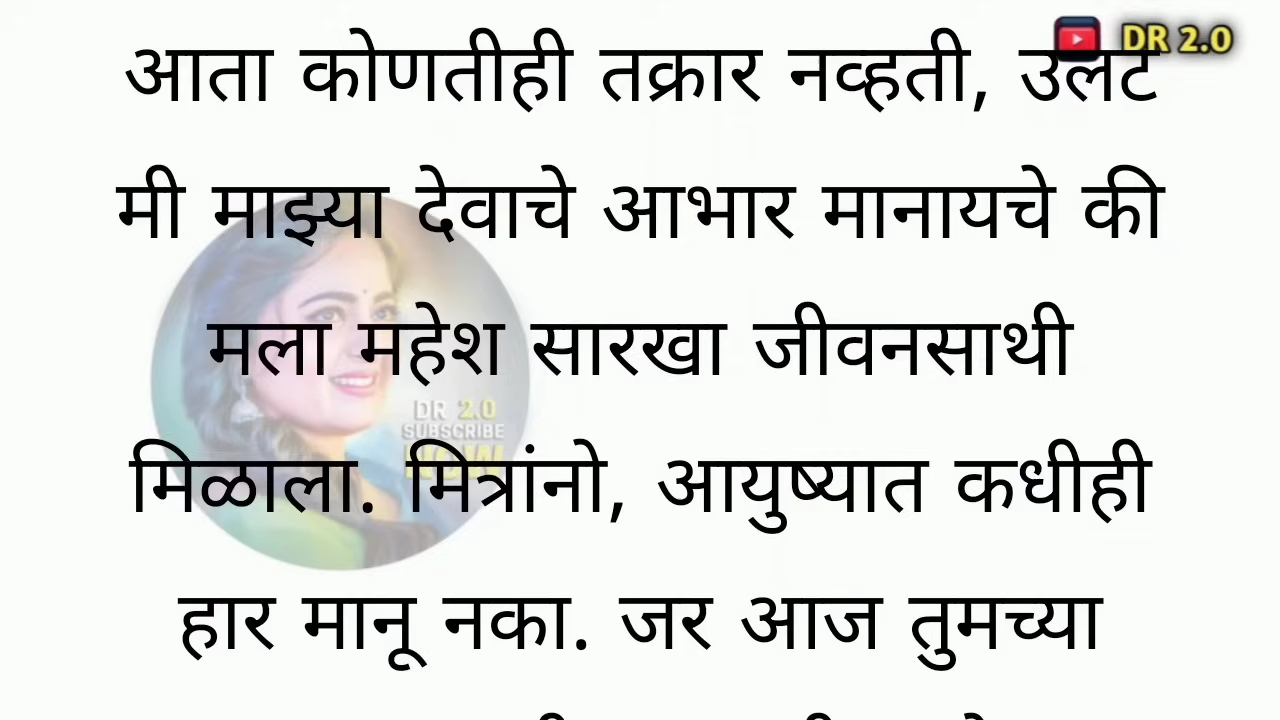 DR 2.0
आता कोणतीही तक्रार नव्हती, उलट
मी माझ्या देवाचे आभार मानायचे की
मला महेश सारखा जीवनसाथी
DR 2.0
SUBSCRIBE
NOW
मिळाला. मित्रांनो, आयुष्यात कधीही
हार मानू नका. जर आज तुमच्या